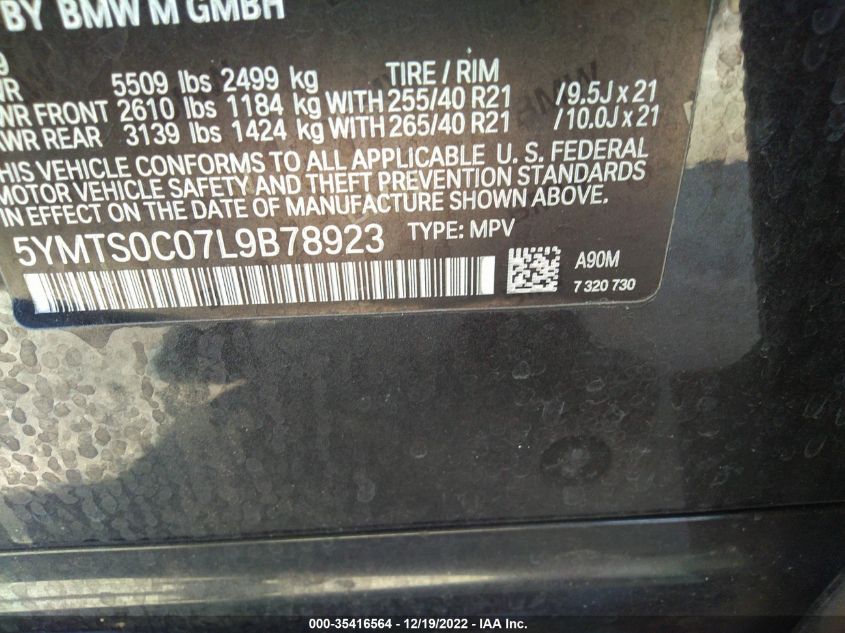 BY BMW M GMBH
9
5509 lbs 2499 kg TIRE / RIM
WR FRONT 2610 lbs 1184 kg WITH 255/40 R21 / 9.5J x 21
WR REAR 3139 lbs 1424 kg WITH 265/40 R21 / 10.0J x 21
THIS VEHICLE CONFORMS TO ALL APPLICABLE U. S. FEDERAL
MOTOR VEHICLE SAFETY AND THEFT PREVENTION STANDARDS
IN EFFECT ON THE DATE OF MANUFACTURE SHOWN ABOVE.
5YMTS0C07L9B78923 TYPE: MPV
A90M
7 320 730
000-35416564 - 12/19/2022 - IAA Inc.